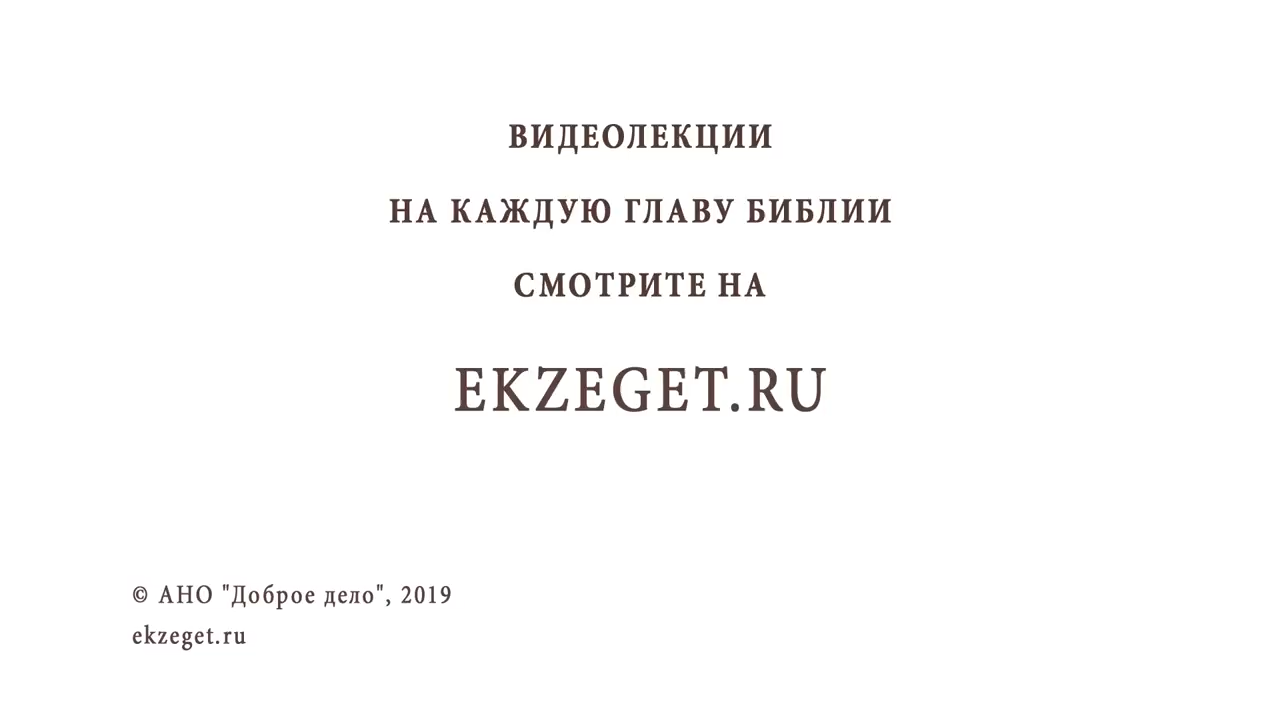 ВИДЕОЛЕКЦИИ
НА КАЖДУЮ ГЛАВУ БИБЛИИ
СМОТРИТЕ НА
EKZEGET.RU
© АНО "Доброе дело", 2019
ekzeget.ru